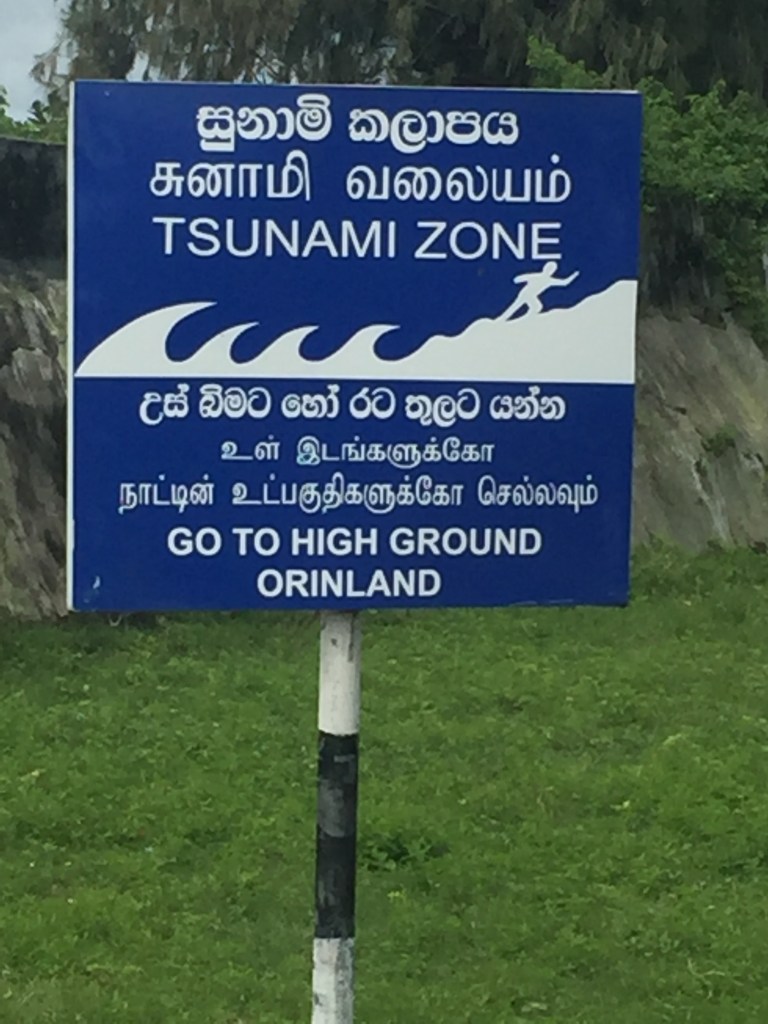 සුනාමි කලාපය
சுனாமி வலையம்
TSUNAMI ZONE
උස් බිමට හෝ රට තුලට යන්න
உள் இடங்களுக்கோ
நாட்டின் உட்பகுதிகளுக்கோ செல்லவும்
GO TO HIGH GROUND
ORINLAND